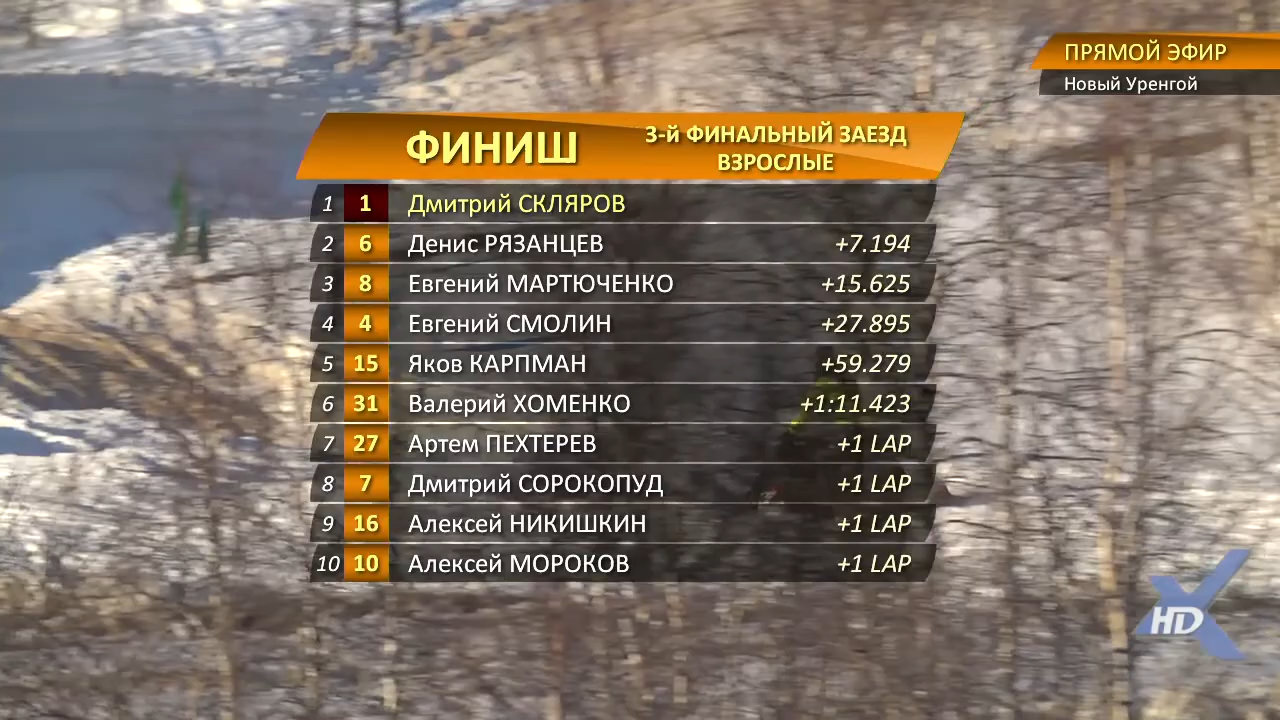 ПРЯМОЙ ЭФИР
Новый Уренгой
ФИНИШ
3-й ФИНАЛЬНЫЙ ЗАЕЗД
ВЗРОСЛЫЕ
1 1 Дмитрий СКЛЯРОВ
2 6 Денис РЯЗАНЦЕВ +7.194
3 8 Евгений МАРТЮЧЕНКО +15.625
4 4 Евгений СМОЛИН +27.895
5 15 Яков КАРПМАН +59.279
6 31 Валерий ХОМЕНКО +1:11.423
7 27 Артем ПЕХТЕРЕВ +1 LAP
8 7 Дмитрий СОРОКОПУД +1 LAP
9 16 Алексей НИКИШКИН +1 LAP
10 10 Алексей МОРОКОВ +1 LAP
HD X